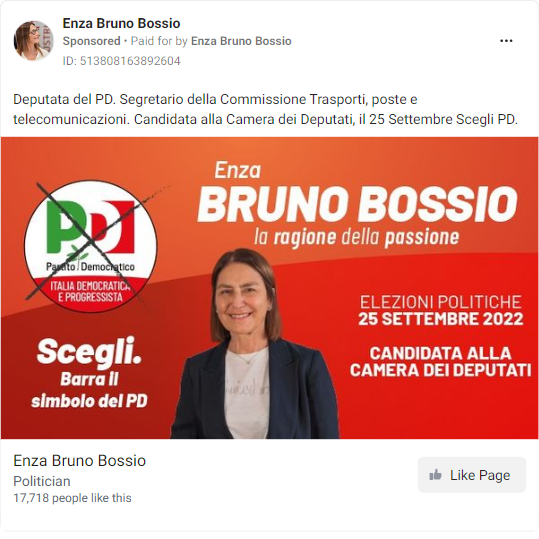 Enza Bruno Bossio
Sponsored • Paid for by Enza Bruno Bossio
ID: 513808163892604
Deputata del PD. Segretario della Commissione Trasporti, poste e
telecomunicazioni. Candidata alla Camera dei Deputati, il 25 Settembre Scegli PD.
Enza
BRUNO BOSSIO
la ragione della passione
PD
Partito Democratico
ITALIA DEMOCRATICA
E PROGRESSISTA
Scegli.
Barra il
simbolo del PD
ELEZIONI POLITICHE
25 SETTEMBRE 2022
CANDIDATA ALLA
CAMERA DEI DEPUTATI
Enza Bruno Bossio
Politician
17,718 people like this
Like Page